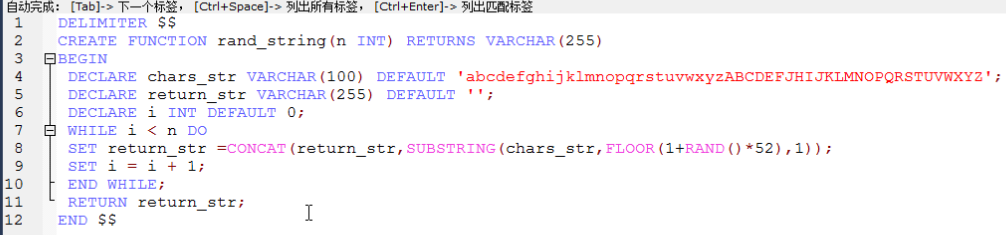 自动完成: [Tab]-> 下一个标签, [Ctrl+Space]-> 列出所有标签, [Ctrl+Enter]-> 列出匹配标签
1 DELIMITER $$
2 CREATE FUNCTION rand_string(n INT) RETURNS VARCHAR(255)
3 BEGIN
4 DECLARE chars_str VARCHAR(100) DEFAULT 'abcdefghijklmnopqrstuvwxyzABCDEFJHIJKLMNOPQRSTUVWXYZ';
5 DECLARE return_str VARCHAR(255) DEFAULT '';
6 DECLARE i INT DEFAULT 0;
7 WHILE i < n DO
8 SET return_str =CONCAT(return_str,SUBSTRING(chars_str,FLOOR(1+RAND()*52),1));
9 SET i = i + 1;
10 END WHILE;
11 RETURN return_str;
12 END $$